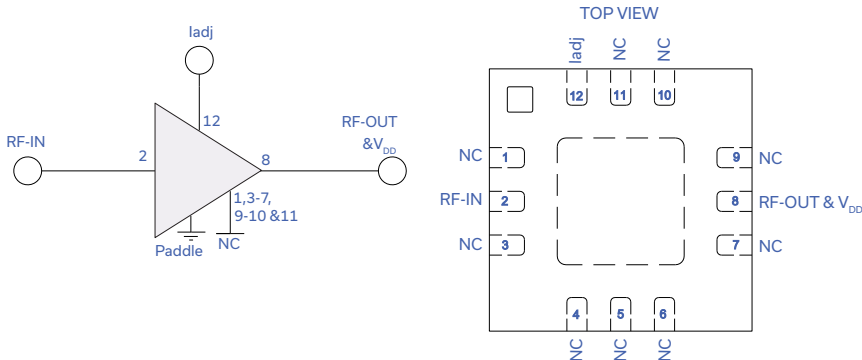 Iadj
12
RF-IN
2
8
RF-OUT
&VDD
1,3-7,
9-10 &11
Paddle
NC
TOP VIEW
Iadj
NC
NC
12
11
10
NC
1
9
NC
RF-IN
2
8
RF-OUT & VDD
NC
3
7
NC
4
5
6
NC
NC
NC